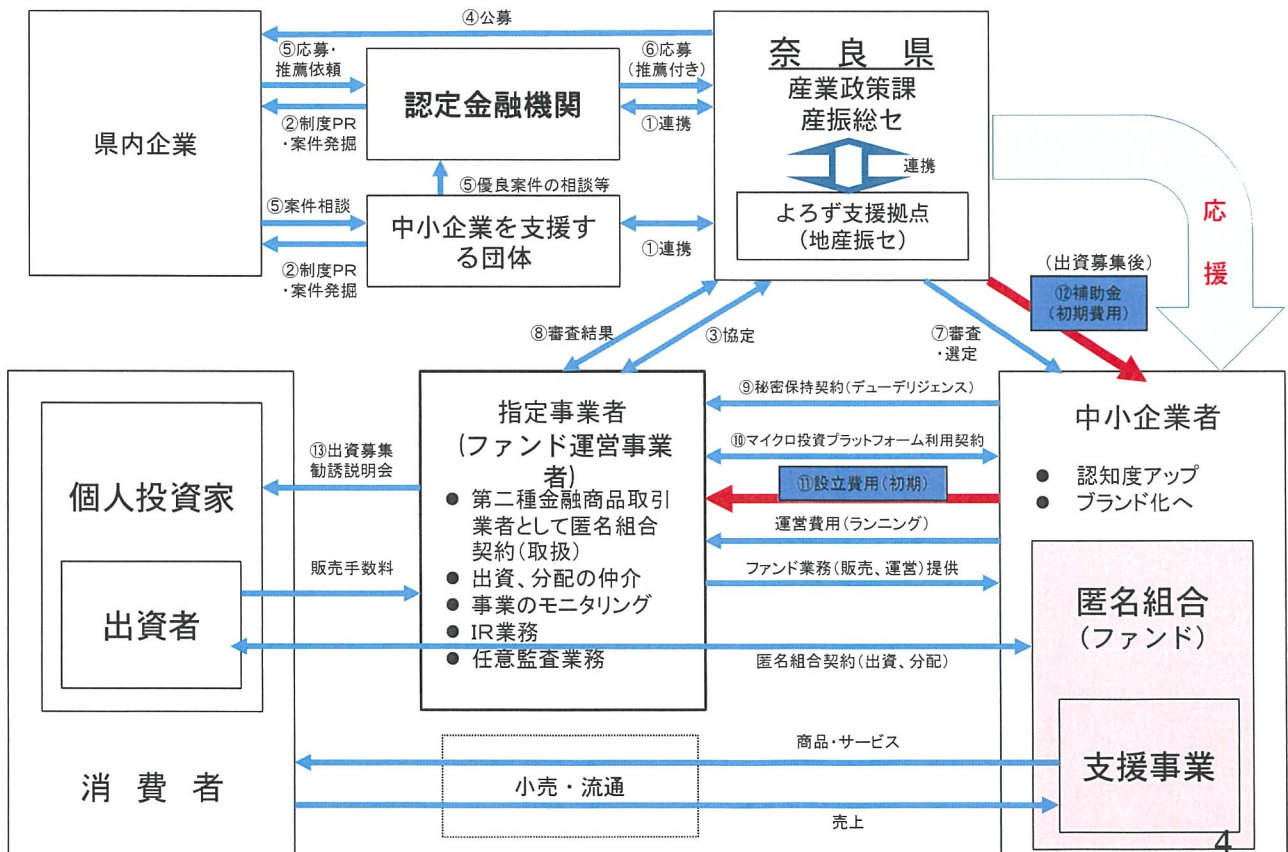 ④公募
⑤応募・
推薦依頼
②制度PR
・案件発掘
県内企業
⑤案件相談
②制度PR
・案件発掘
認定金融機関
⑤優良案件の相談等
中小企業を支援す
る団体
⑥応募
(推薦付き)
①連携
①連携
奈 良 県
産業政策課
産振総セ
連携
よろず支援拠点
(地産振セ)
応
援
(出資募集後)
⑫補助金
(初期費用)
⑧審査結果
③協定
⑦審査
・選定
個人投資家
出資者
消 費 者
⑬出資募集
勧誘説明会
販売手数料
指定事業者
(ファンド運営事業
者)
● 第二種金融商品取引
業者として匿名組合
契約(取扱)
● 出資、分配の仲介
● 事業のモニタリング
● IR業務
● 任意監査業務
⑨秘密保持契約(デューデリジェンス)
⑩マイクロ投資プラットフォーム利用契約
⑪設立費用(初期)
運営費用(ランニング)
ファンド業務(販売、運営)提供
匿名組合契約(出資、分配)
中小企業者
● 認知度アップ
● ブランド化へ
匿名組合
(ファンド)
支援事業
商品・サービス
小売・流通
売上
4